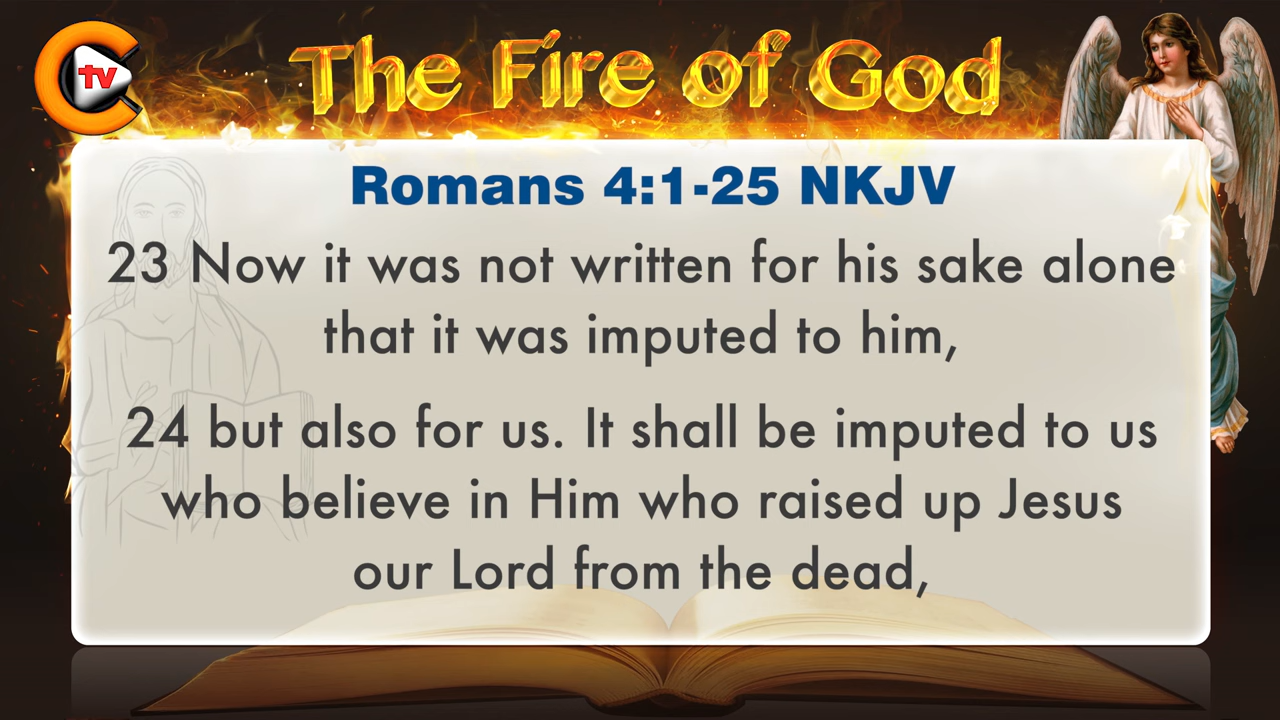 tv
The Fire of God
Romans 4:1-25 NKJV
23 Now it was not written for his sake alone
that it was imputed to him,
24 but also for us. It shall be imputed to us
who believe in Him who raised up Jesus
our Lord from the dead,